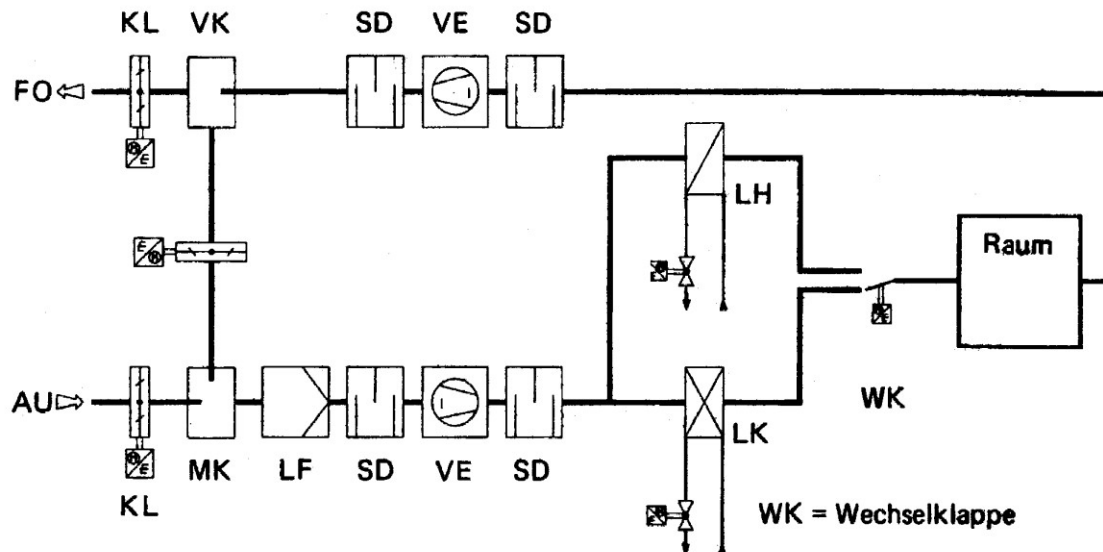 KL VK SD VE SD
FO
LH
Raum
AU
WK
LK
MK LF SD VE SD
KL
WK = Wechselklappe